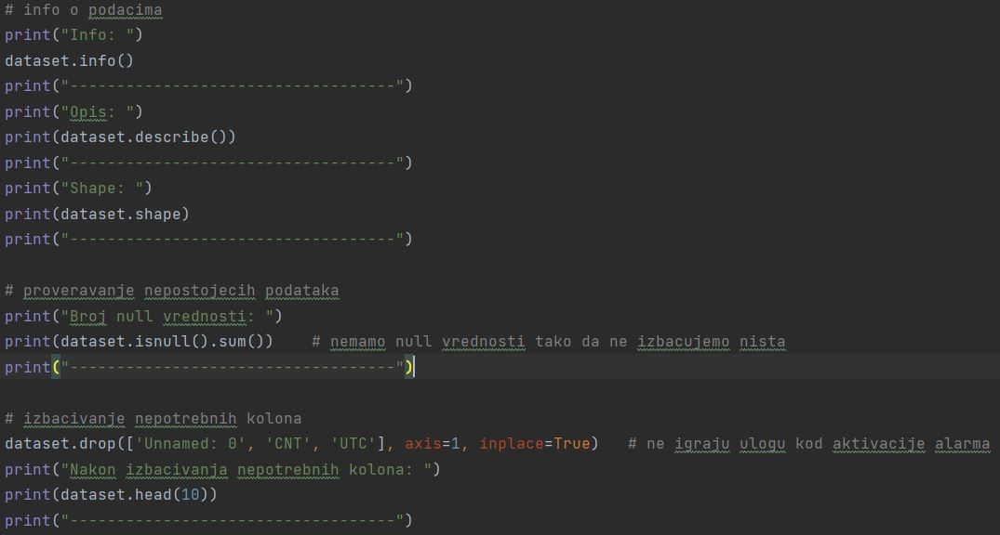 # info o podacima
print("Info: ")
dataset.info()
print("-----------------------------------")
print("Opis: ")
print(dataset.describe())
print("-----------------------------------")
print("Shape: ")
print(dataset.shape)
print("-----------------------------------")
# proveravanje nepostojecih podataka
print("Broj null vrednosti: ")
print(dataset.isnull().sum())    # nemamo null vrednosti tako da ne izbacujemo nista
print("-----------------------------------")
# izbacivanje nepotrebnih kolona
dataset.drop(['Unnamed: 0', 'CNT', 'UTC'], axis=1, inplace=True)   # ne igraju ulogu kod aktivacije alarma
print("Nakon izbacivanja nepotrebnih kolona: ")
print(dataset.head(10))
print("-----------------------------------")